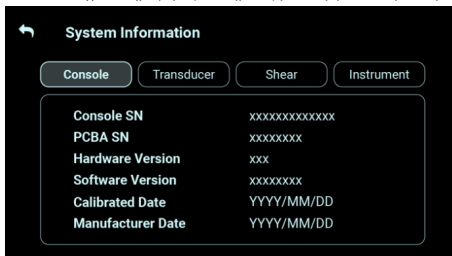 System Information
Console Transducer Shear Instrument
Console SN xxxxxxxxxxxxx
PCBA SN xxxxxxxx
Hardware Version xxx
Software Version xxxxxxxx
Calibrated Date YYYY/MM/DD
Manufacturer Date YYYY/MM/DD